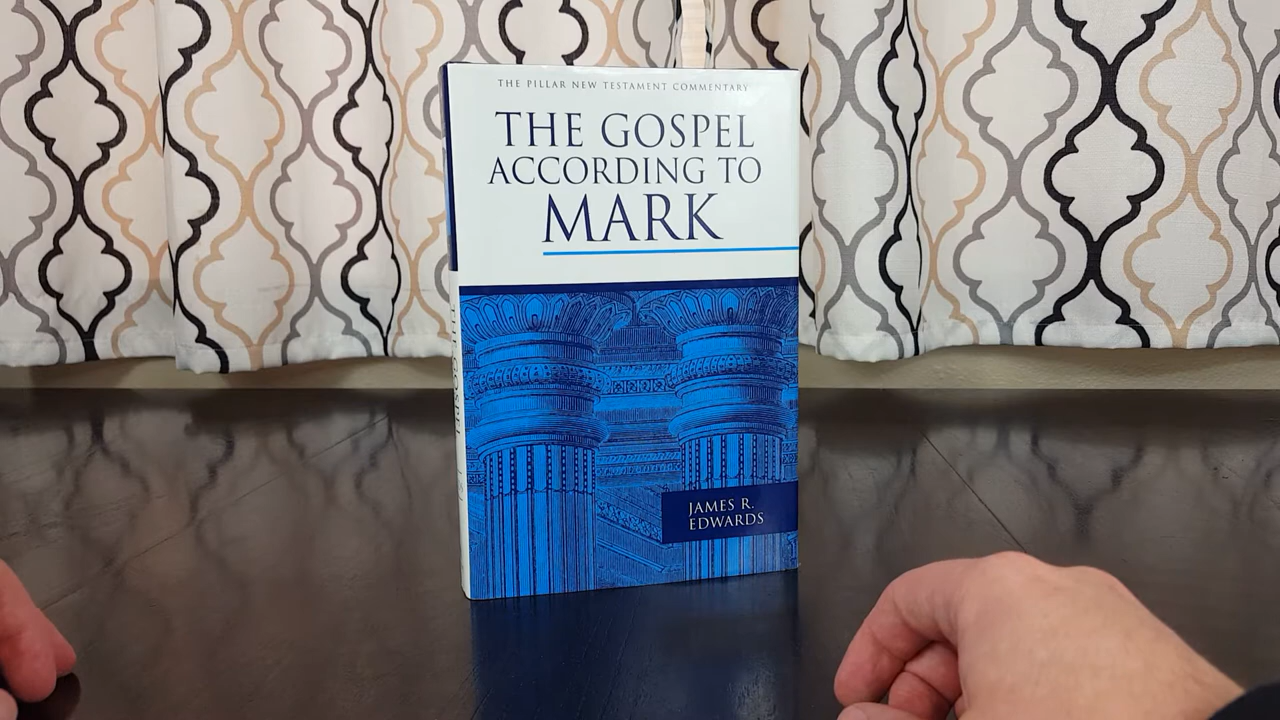 THE PILLAR NEW TESTAMENT COMMENTARY
THE GOSPEL
ACCORDING TO
MARK
JAMES R.
EDWARDS